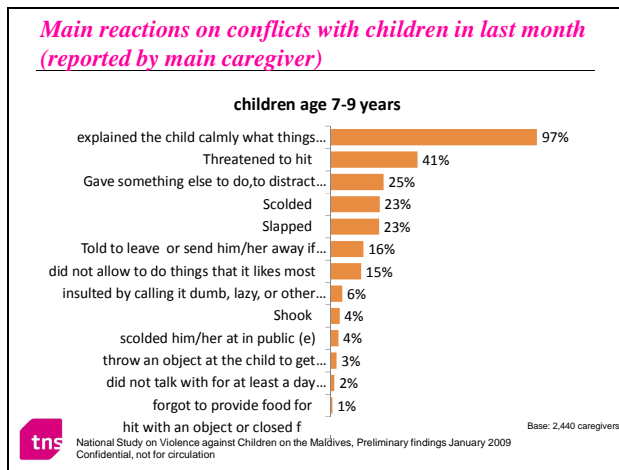 Main reactions on conflicts with children in last month
(reported by main caregiver)
children age 7-9 years
explained the child calmly what things... 97%
Threatened to hit 41%
Gave something else to do,to distract... 25%
Scolded 23%
Slapped 23%
Told to leave or send him/her away if... 16%
did not allow to do things that it likes most 15%
insulted by calling it dumb, lazy, or other... 6%
Shook 4%
scolded him/her at in public (e) 4%
throw an object at the child to get... 3%
did not talk with for at least a day... 2%
forgot to provide food for 1%
hit with an object or closed f
Base: 2,440 caregivers
tns
National Study on Violence against Children on the Maldives, Preliminary findings January 2009
Confidential, not for circulation